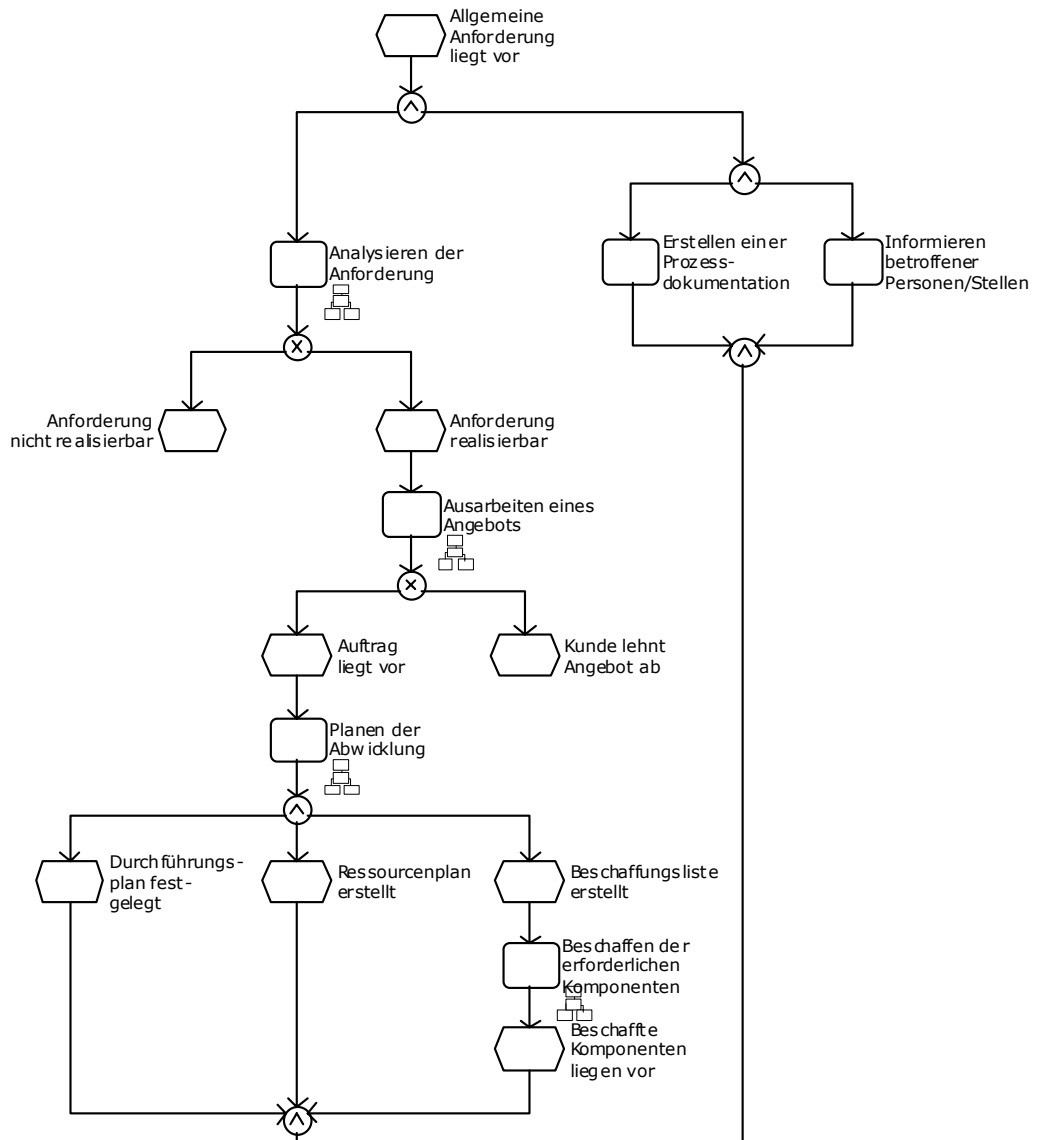 Allgemeine
Anforderung
liegt vor
Analysieren der
Anforderung
Erstellen einer
Prozess-
dokumentation
Informieren
betroffener
Personen/Stellen
Anforderung
nicht realisierbar
Anforderung
realisierbar
Ausarbeiten eines
Angebots
Auftrag
liegt vor
Kunde lehnt
Angebot ab
Planen der
Abwicklung
Durchführungs-
plan fest-
gelegt
Ressourcenplan
erstellt
Beschaffungsliste
erstellt
Beschaffen der
erforderlichen
Komponenten
Beschaffte
Komponenten
liegen vor